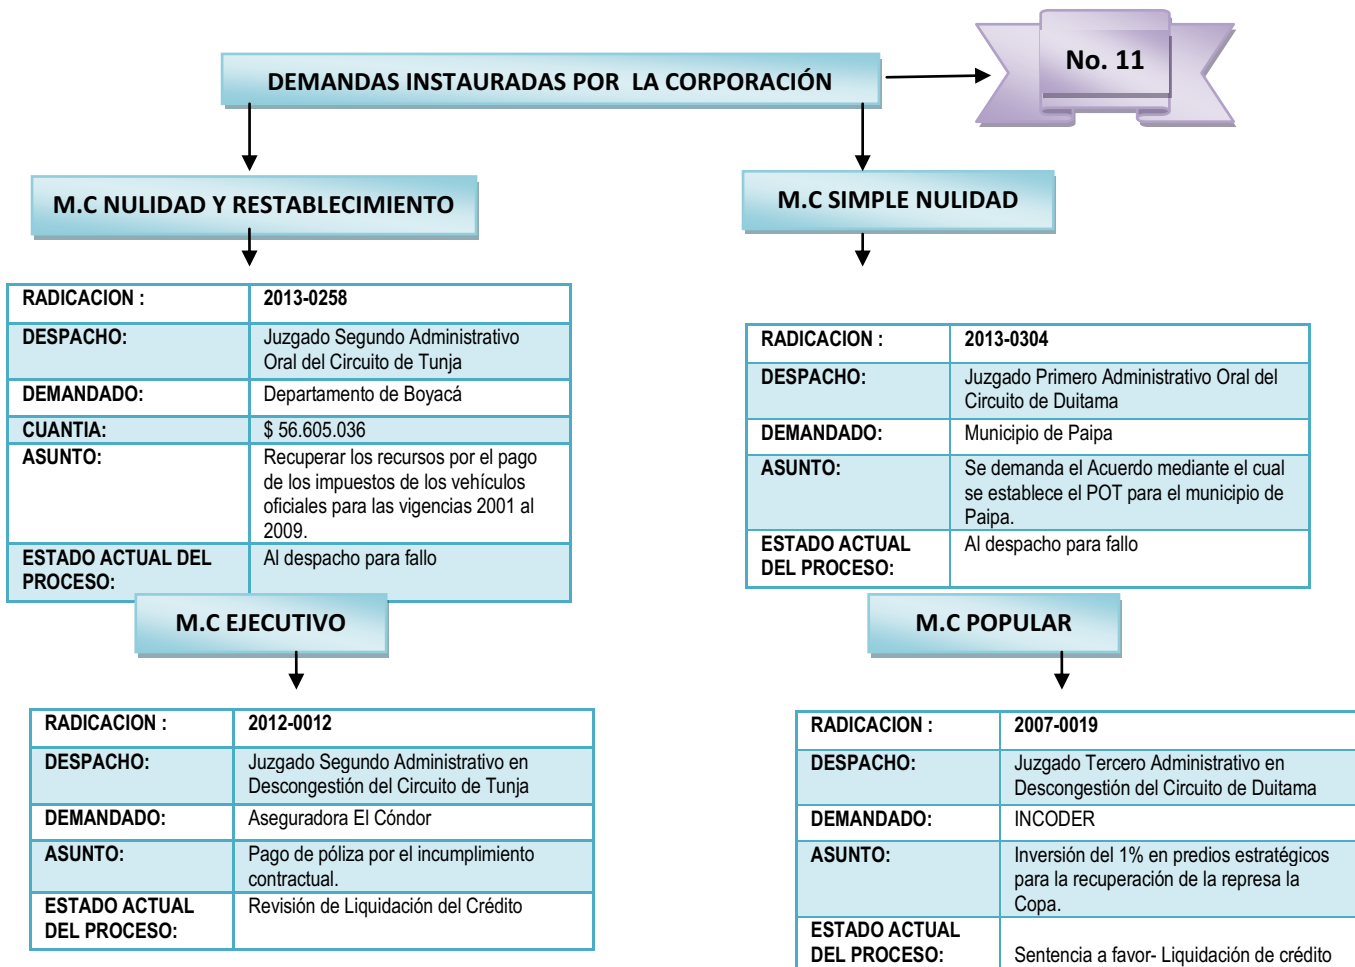 No. 11
DEMANDAS INSTAURADAS POR LA CORPORACIÓN
M.C NULIDAD Y RESTABLECIMIENTO
RADICACION : 2013-0258
DESPACHO: Juzgado Segundo Administrativo
Oral del Circuito de Tunja
DEMANDADO: Departamento de Boyacá
CUANTIA: $ 56.605.036
ASUNTO: Recuperar los recursos por el pago
de los impuestos de los vehículos
oficiales para las vigencias 2001 al
2009.
ESTADO ACTUAL DEL Al despacho para fallo
PROCESO:
M.C SIMPLE NULIDAD
RADICACION : 2013-0304
DESPACHO: Juzgado Primero Administrativo Oral del
Circuito de Duitama
DEMANDADO: Municipio de Paipa
ASUNTO: Se demanda el Acuerdo mediante el cual
se establece el POT para el municipio de
Paipa.
ESTADO ACTUAL Al despacho para fallo
DEL PROCESO:
M.C EJECUTIVO
RADICACION : 2012-0012
DESPACHO: Juzgado Segundo Administrativo en
Descongestión del Circuito de Tunja
DEMANDADO: Aseguradora El Cóndor
ASUNTO: Pago de póliza por el incumplimiento
contractual.
ESTADO ACTUAL Revisión de Liquidación del Crédito
DEL PROCESO:
M.C POPULAR
RADICACION : 2007-0019
DESPACHO: Juzgado Tercero Administrativo en
Descongestión del Circuito de Duitama
DEMANDADO: INCODER
ASUNTO: Inversión del 1% en predios estratégicos
para la recuperación de la represa la
Copa.
ESTADO ACTUAL
DEL PROCESO: Sentencia a favor- Liquidación de crédito